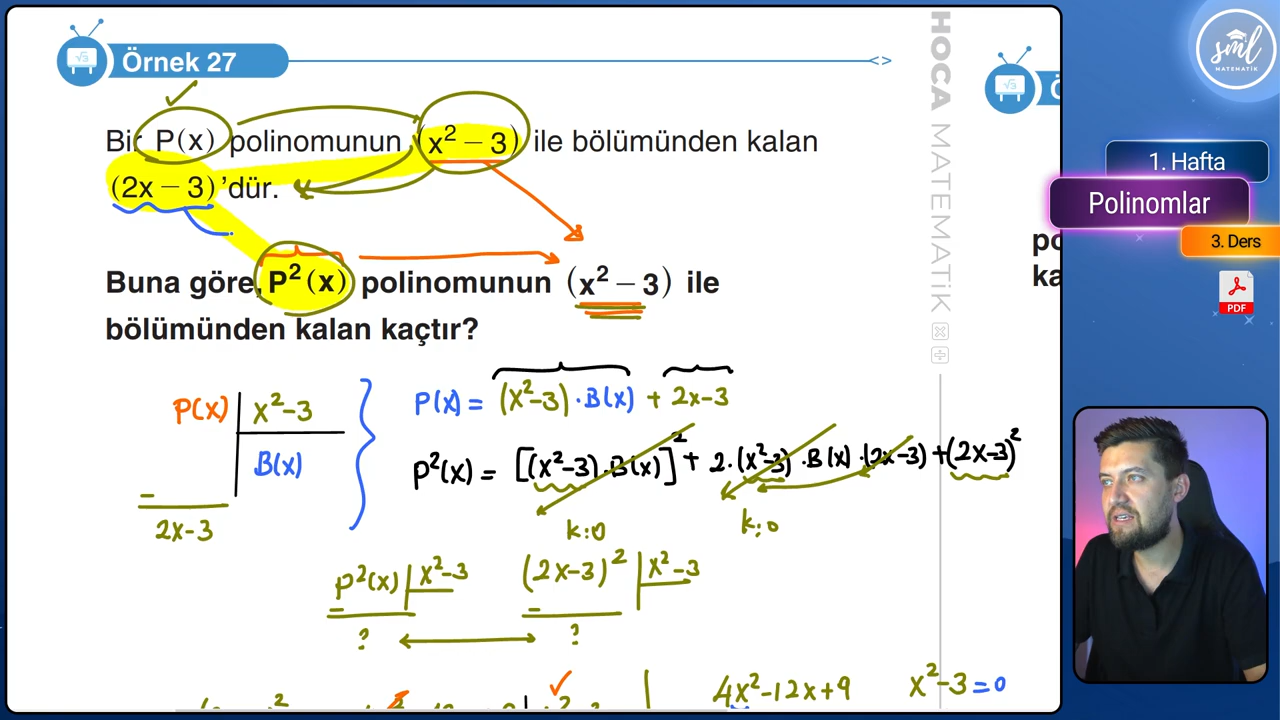 Örnek 27
<>
Bir P(x) polinomunun (x² − 3) ile bölümünden kalan
(2x − 3)'dür.
Buna göre, P²(x) polinomunun (x² − 3) ile
bölümünden kalan kaçtır?
P(x) | x²-3
B(x)
-
2x-3
P(x) = (x²-3)·B(x) + 2x-3
P²(x) = [(x²-3)·B(x)]² + 2·(x²-3)·B(x)·(2x-3) + (2x-3)²
k:0 k:0
P²(x) | x²-3 (2x-3)² | x²-3
- -
? ?
4x²-12x+9 x²-3=0
HOCA MATEMATİK
√3
po
ka
sml
MATEMATİK
1. Hafta
Polinomlar
3. Ders
PDF